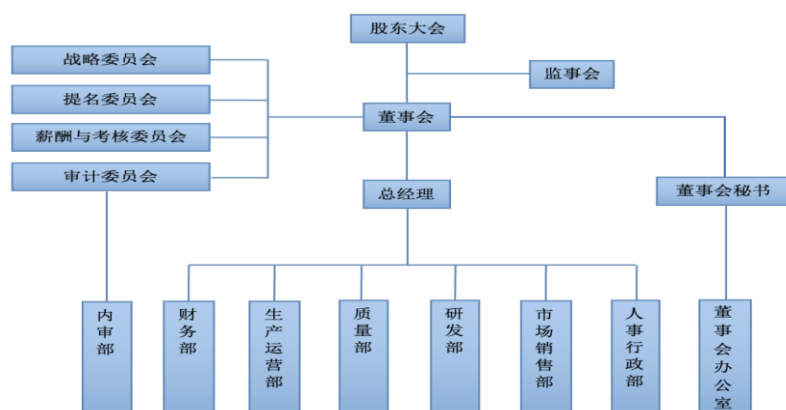 股东大会
战略委员会
监事会
提名委员会
董事会
薪酬与考核委员会
审计委员会
总经理
董事会秘书
内审部
财务部
生产运营部
质量部
研发部
市场销售部
人事行政部
董事会办公室